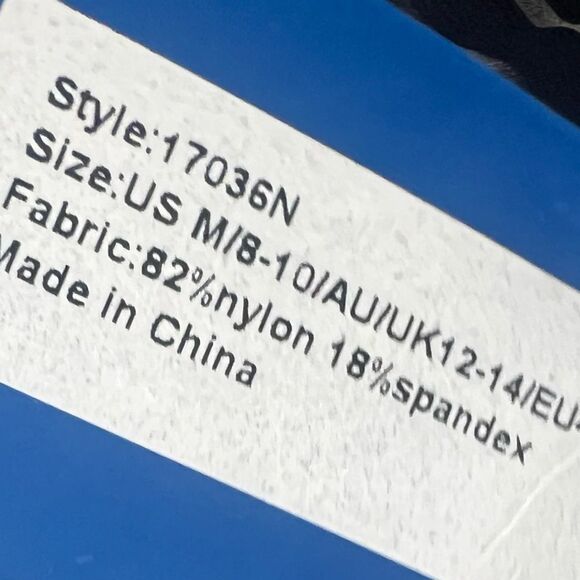 Style:17036N
Size:US M/8-10/AU/UK12-14/EU
Fabric:82%nylon 18%spandex
Made in China